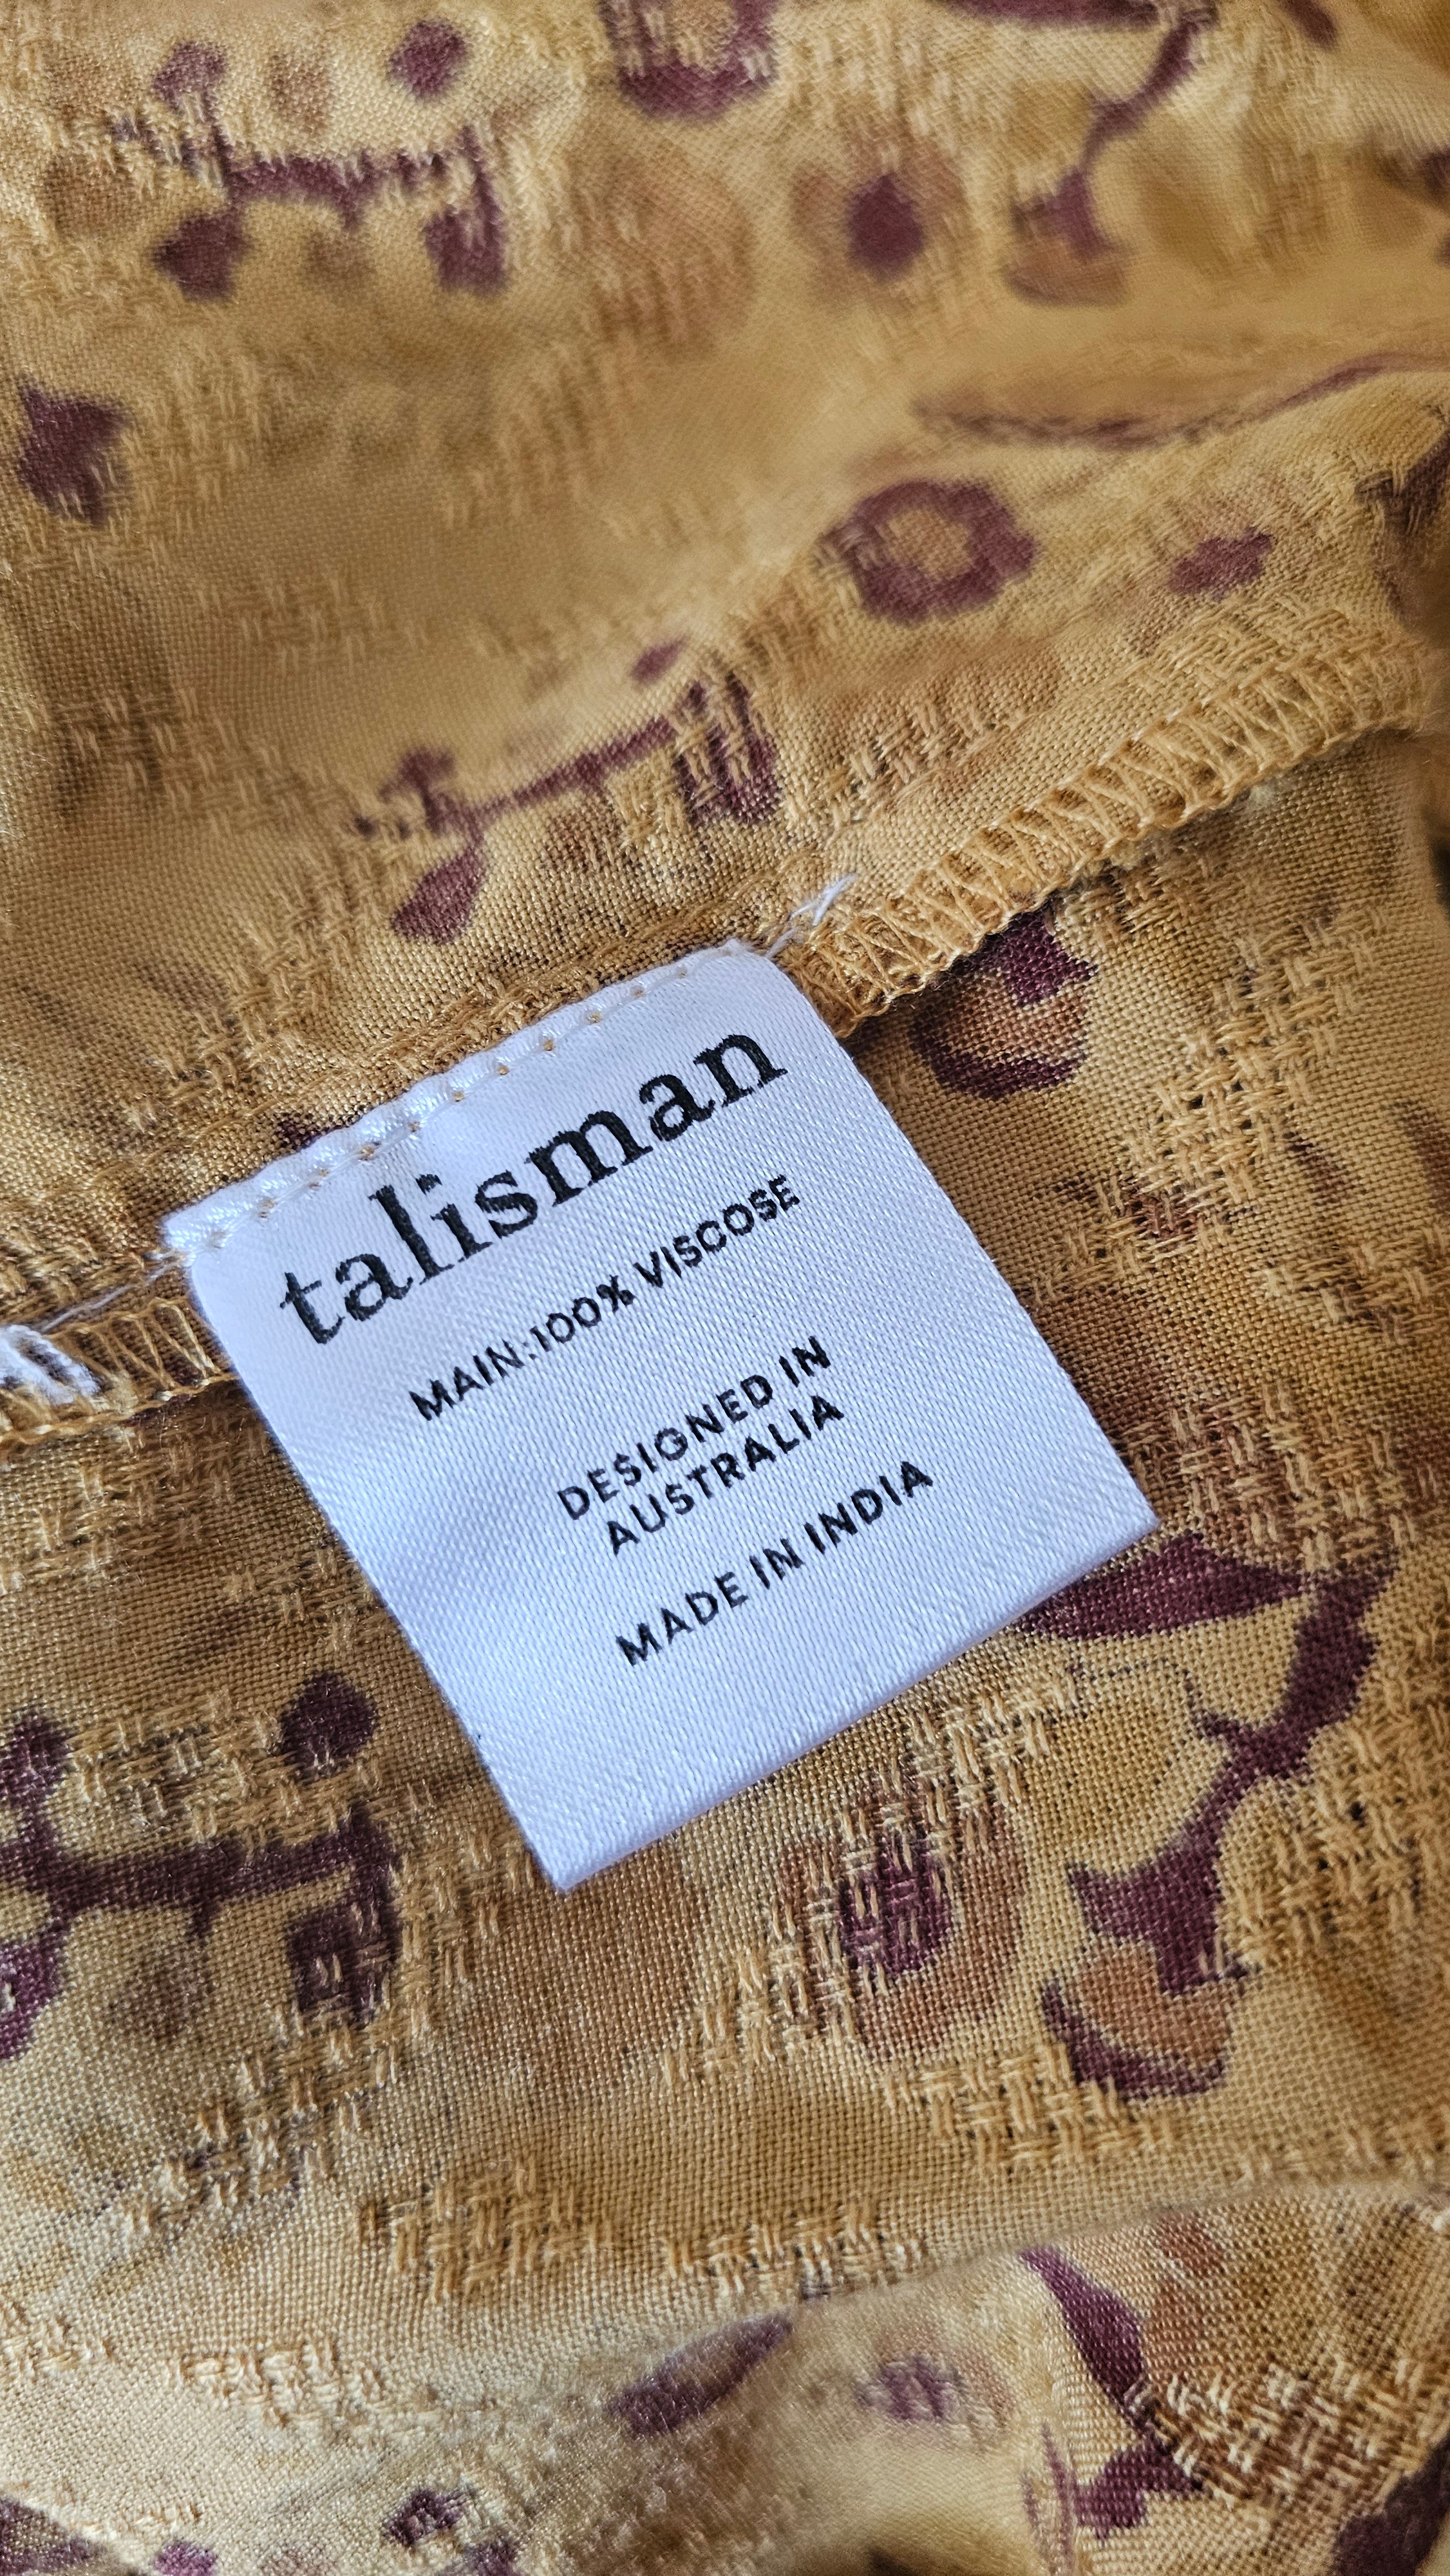 talisman
MAIN:100% VISCOSE
DESIGNED IN
AUSTRALIA
MADE IN INDIA